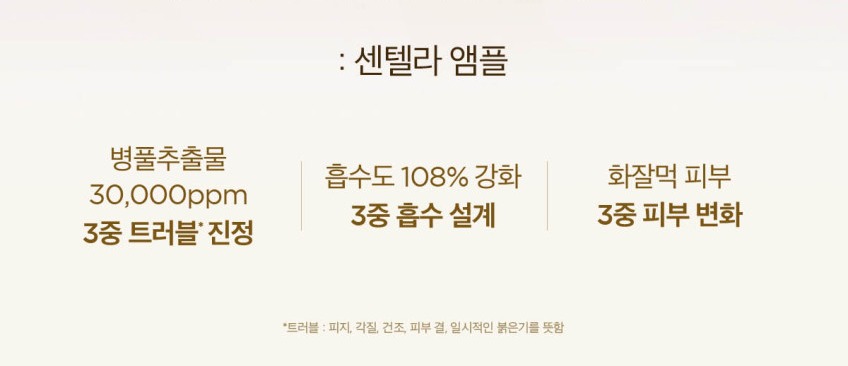 : 센텔라 앰플
병풀추출물
30,000ppm
3중 트러블* 진정
흡수도 108% 강화
3중 흡수 설계
화잘먹 피부
3중 피부 변화
*트러블 : 피지, 각질, 건조, 피부 결, 일시적인 붉은기를 뜻함